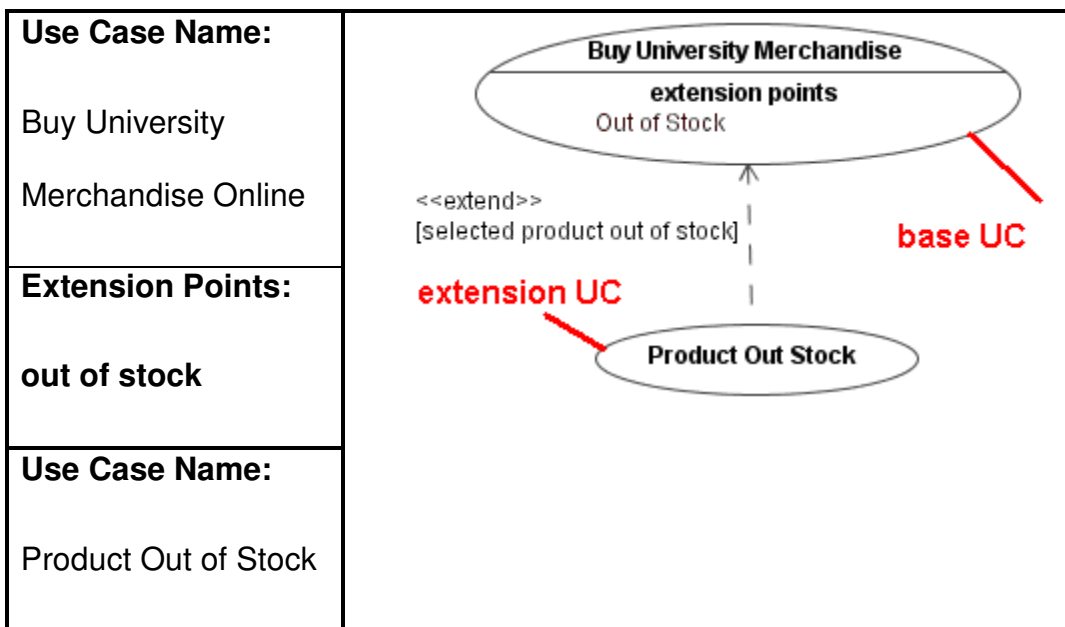 Use Case Name:
Buy University
Merchandise Online
Extension Points:
out of stock
Use Case Name:
Product Out of Stock
Buy University Merchandise
extension points
Out of Stock
<<extend>>
[selected product out of stock]
base UC
extension UC
Product Out Stock